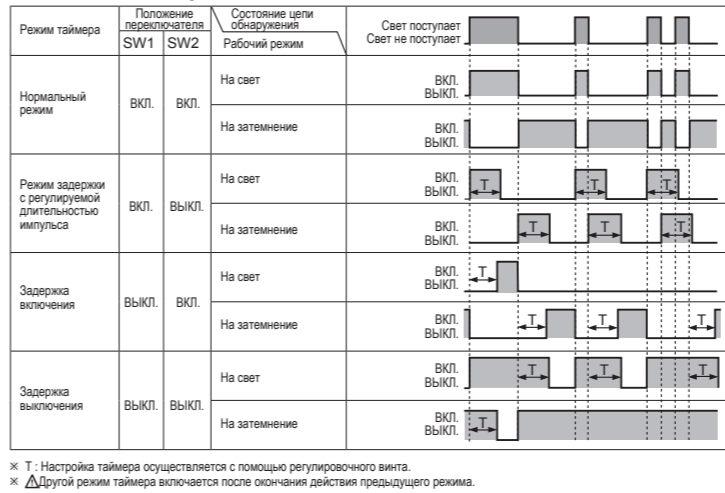 Режим таймера
Положение
переключателя
SW1 SW2
Состояние цепи
обнаружения
Рабочий режим
Свет поступает
Свет не поступает
Нормальный
режим
ВКЛ. ВКЛ.
На свет
ВКЛ.
ВЫКЛ.
На затемнение
ВКЛ.
ВЫКЛ.
Режим задержки
с регулируемой
длительностью
импульса
ВКЛ. ВЫКЛ.
На свет
ВКЛ.
ВЫКЛ.
T T T
На затемнение
ВКЛ.
ВЫКЛ.
T T T
Задержка
включения
ВЫКЛ. ВКЛ.
На свет
ВКЛ.
ВЫКЛ.
T
На затемнение
ВКЛ.
ВЫКЛ.
T T T
Задержка
выключения
ВЫКЛ. ВЫКЛ.
На свет
ВКЛ.
ВЫКЛ.
T T T
На затемнение
ВКЛ.
ВЫКЛ.
T
※ T : Настройка таймера осуществляется с помощью регулировочного винта.
※ ⚠Другой режим таймера включается после окончания действия предыдущего режима.